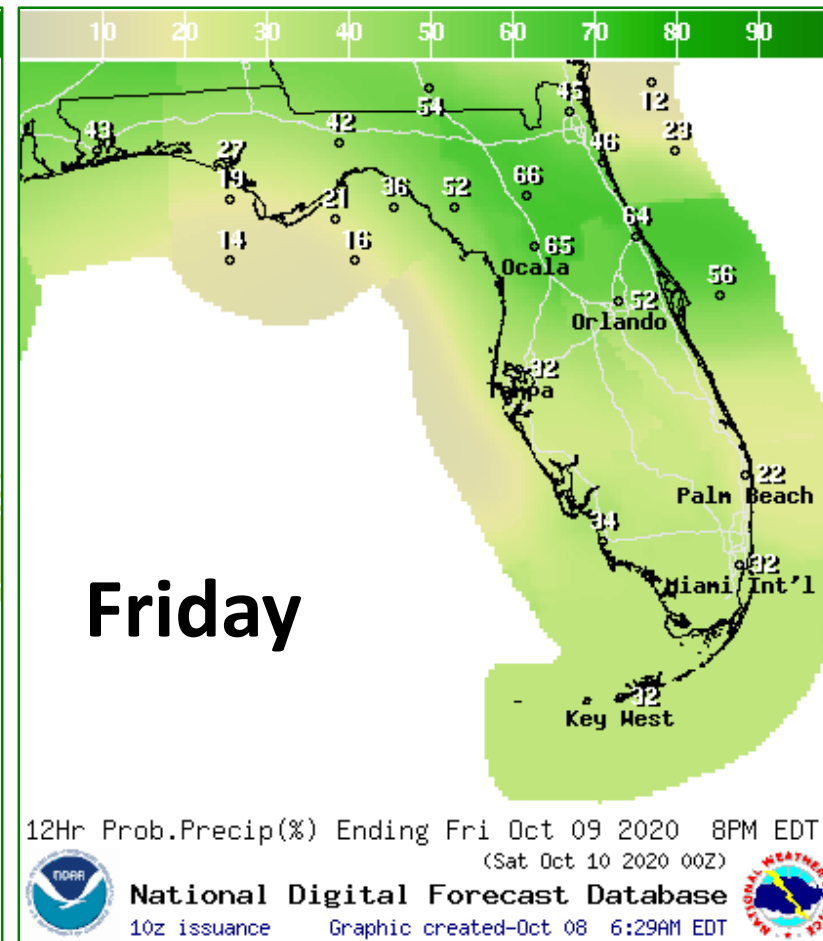 10 20 30 40 50 60 70 80 90
12
45
54
43
42
23
46
27
19
66
36
52
21
64
14
16
65
Ocala
56
52
Orlando
32
Tampa
22
Palm Beach
34
32
Miami Int'l
Friday
32
Key West
12Hr Prob.Precip(%) Ending Fri Oct 09 2020 8PM EDT
(Sat Oct 10 2020 00Z)
NOAA
National Digital Forecast Database
10z issuance Graphic created-Oct 08 6:29AM EDT